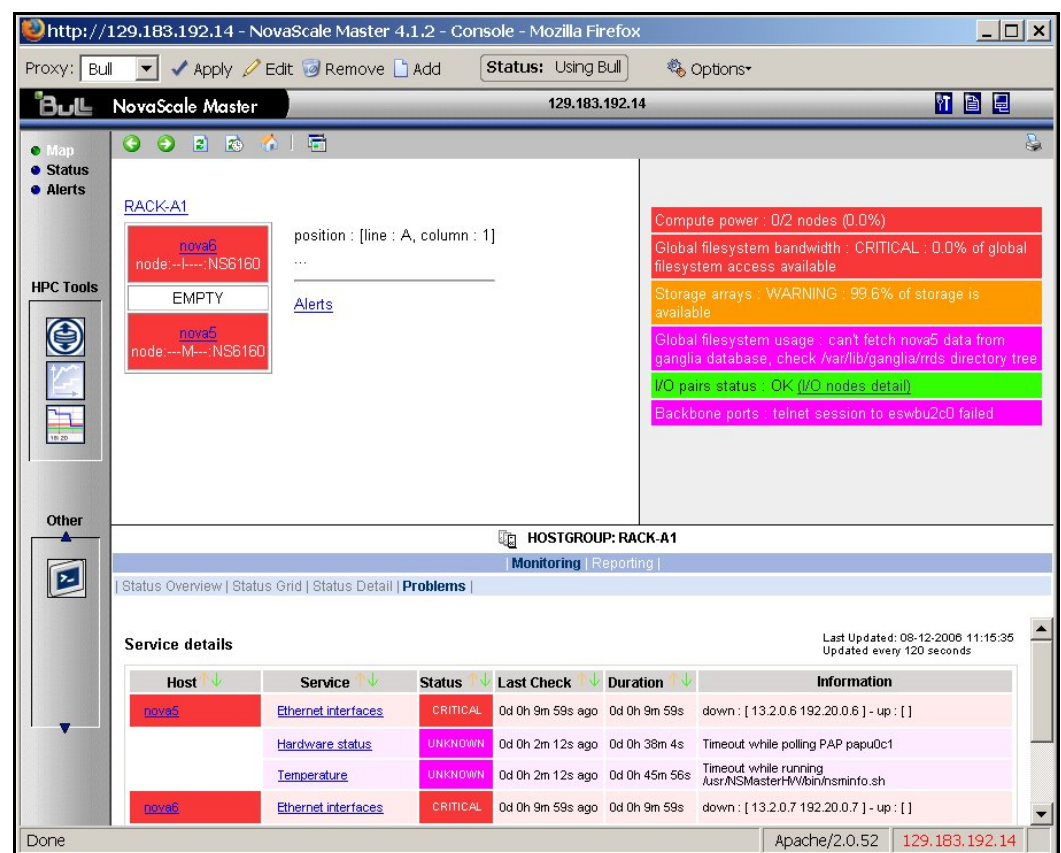 http://129.183.192.14 - NovaScale Master 4.1.2 - Console - Mozilla Firefox
Proxy: Bull Apply Edit Remove Add Status: Using Bull Options
Bull NovaScale Master 129.183.192.14
Map
Status
Alerts
HPC Tools
Other
RACK-A1
nova6
node:--I----:NS6160
EMPTY
nova5
node:---M---:NS6160
position : [line : A, column : 1]
...
Alerts
Compute power : 0/2 nodes (0.0%)
Global filesystem bandwidth : CRITICAL : 0.0% of global
filesystem access available
Storage arrays : WARNING : 99.6% of storage is
available
Global filesystem usage : can't fetch nova5 data from
ganglia database, check /var/lib/ganglia/rrds directory tree
I/O pairs status : OK (I/O nodes detail)
Backbone ports : telnet session to eswbu2c0 failed
HOSTGROUP: RACK-A1
| Monitoring | Reporting |
| Status Overview | Status Grid | Status Detail | Problems |
Service details
Last Updated: 08-12-2006 11:15:35
Updated every 120 seconds
Host Service Status Last Check Duration Information
nova5 Ethernet interfaces CRITICAL 0d 0h 9m 59s ago 0d 0h 9m 59s down : [ 13.2.0.6 192.20.0.6 ] - up : [ ]
Hardware status UNKNOWN 0d 0h 2m 12s ago 0d 0h 38m 4s Timeout while polling PAP papu0c1
Temperature UNKNOWN 0d 0h 2m 12s ago 0d 0h 45m 56s Timeout while running
/usr/NSMasterHW/bin/nsminfo.sh
nova6 Ethernet interfaces CRITICAL 0d 0h 9m 59s ago 0d 0h 9m 59s down : [ 13.2.0.7 192.20.0.7 ] - up : [ ]
Done Apache/2.0.52 129.183.192.14